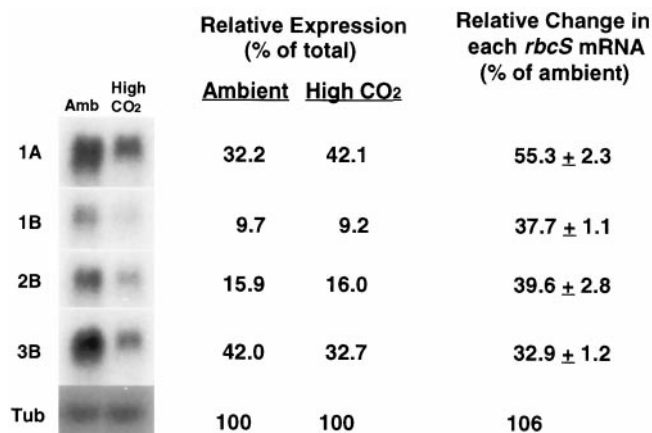 Relative Expression
(% of total)
Relative Change in
each rbcS mRNA
(% of ambient)
Amb
High
CO2
Ambient High CO2
1A 32.2 42.1 55.3 ± 2.3
1B 9.7 9.2 37.7 ± 1.1
2B 15.9 16.0 39.6 ± 2.8
3B 42.0 32.7 32.9 ± 1.2
Tub 100 100 106